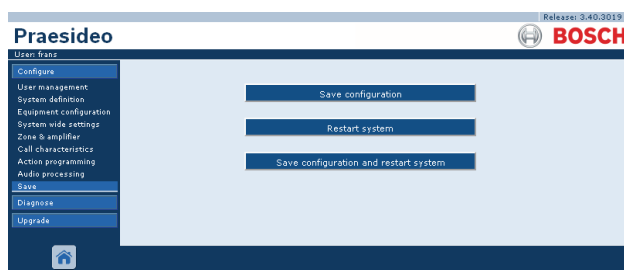 Release: 3.40.3019
Praesideo
BOSCH
User: frans
Configure
User management
System definition
Equipment configuration
System wide settings
Zone & amplifier
Call characteristics
Action programming
Audio processing
Save
Diagnose
Upgrade
Save configuration
Restart system
Save configuration and restart system